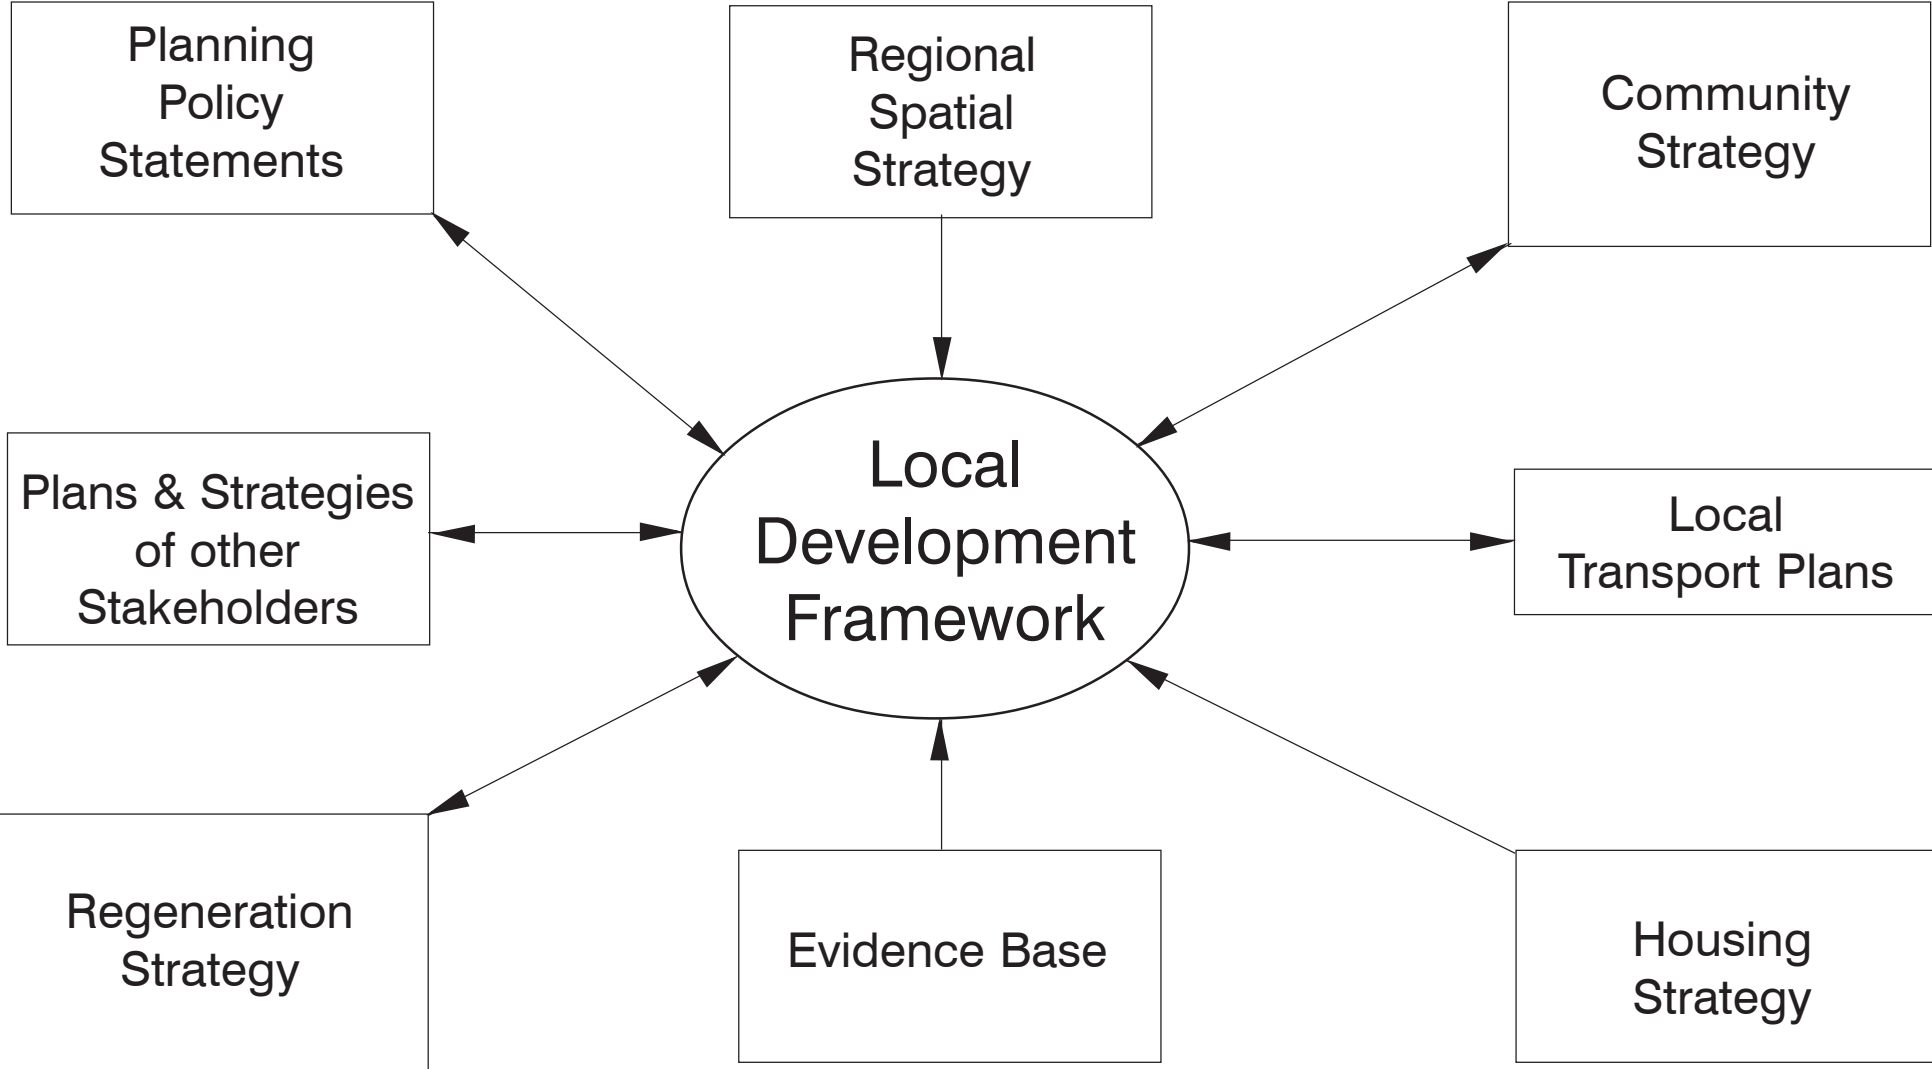 Planning
Policy
Statements
Regional
Spatial
Strategy
Community
Strategy
Plans & Strategies
of other
Stakeholders
Local
Development
Framework
Local
Transport Plans
Regeneration
Strategy
Evidence Base
Housing
Strategy